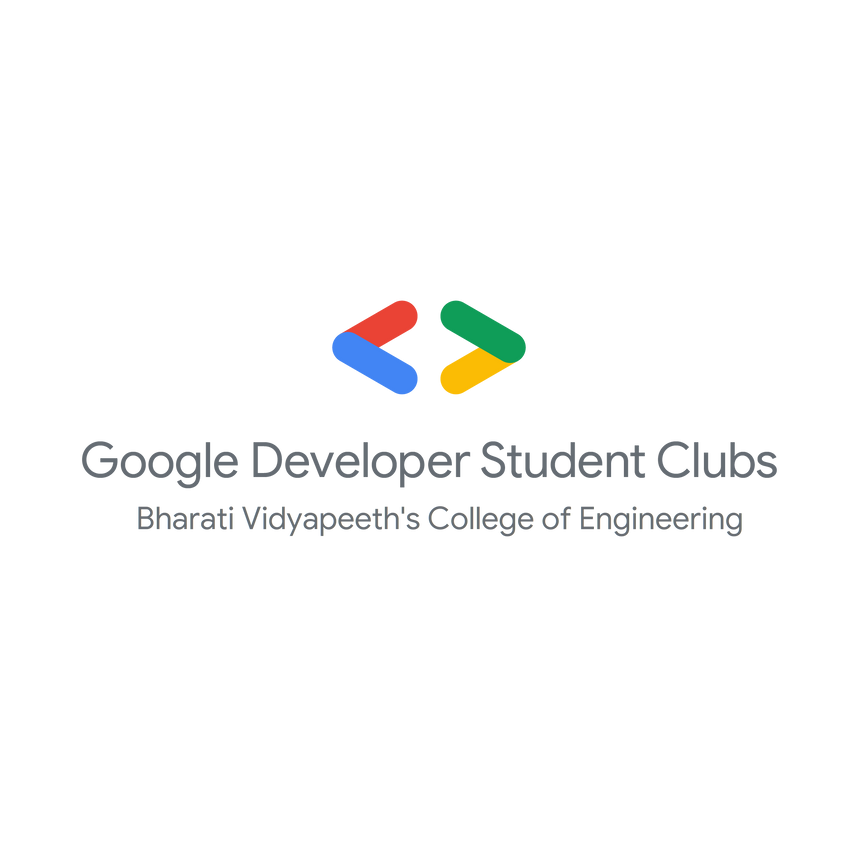 Google Developer Student Clubs
Bharati Vidyapeeth's College of Engineering